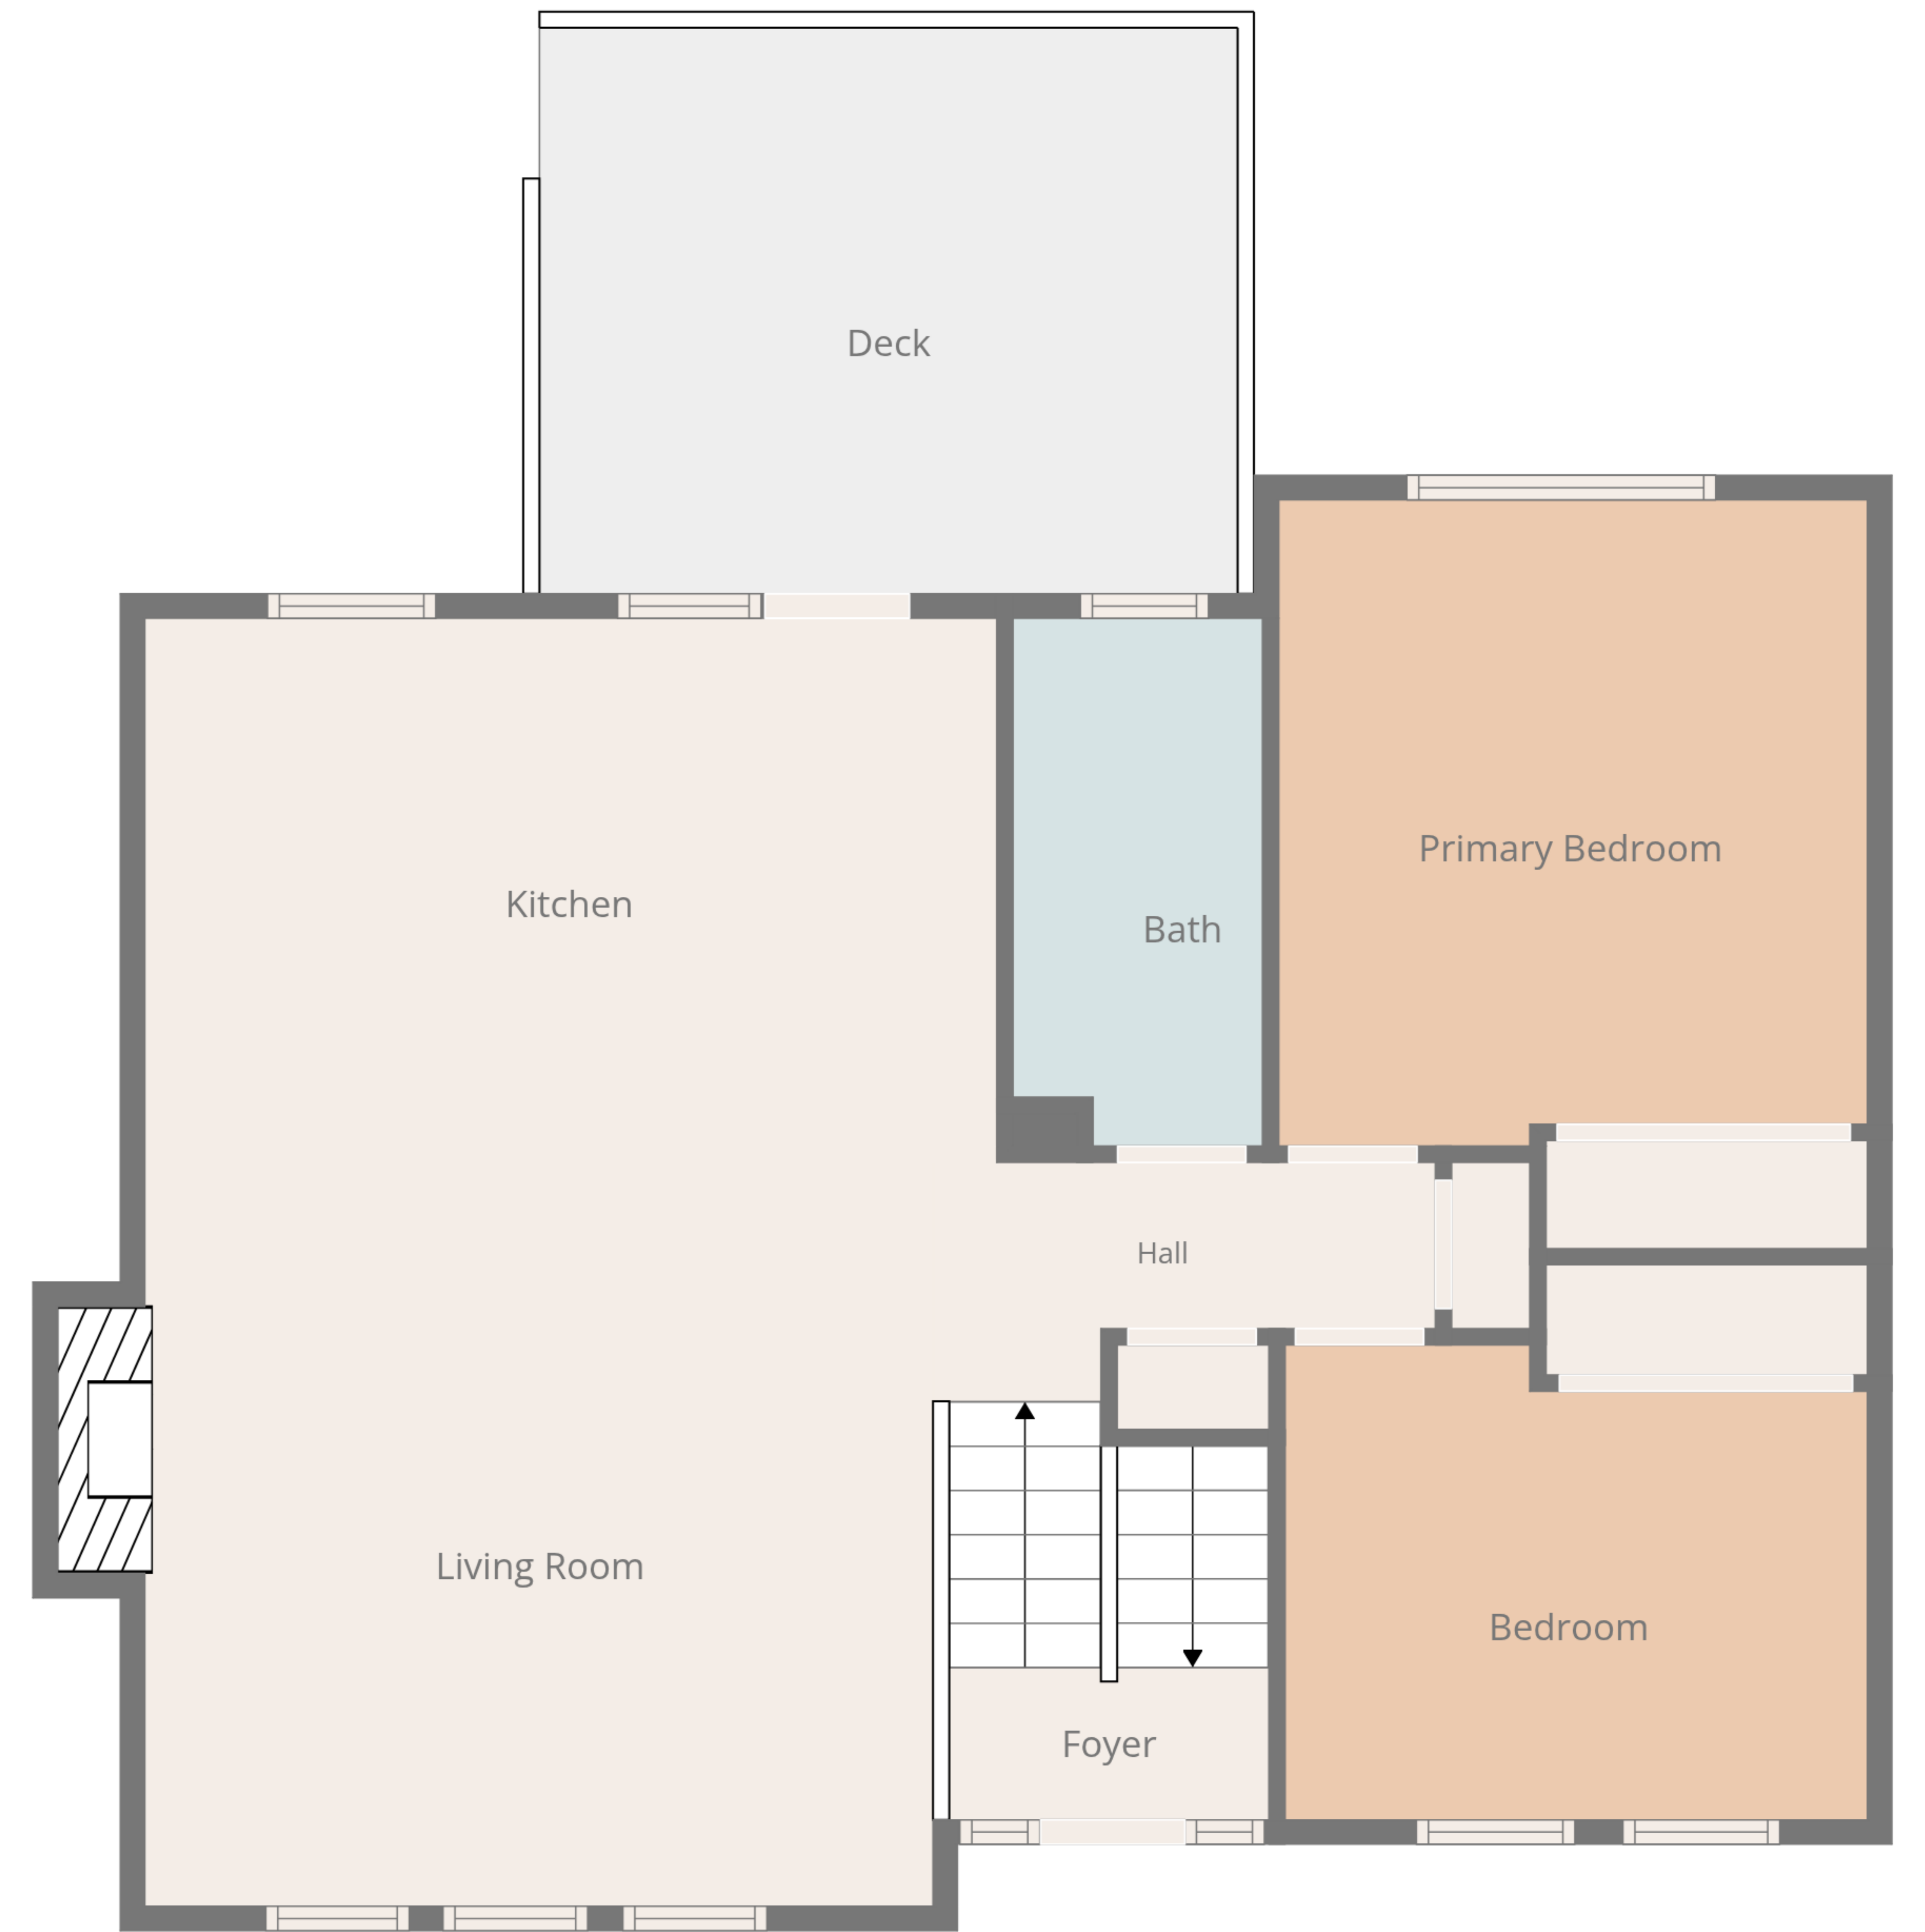 Deck
Primary Bedroom
Kitchen
Bath
Hall
Living Room
Bedroom
Foyer